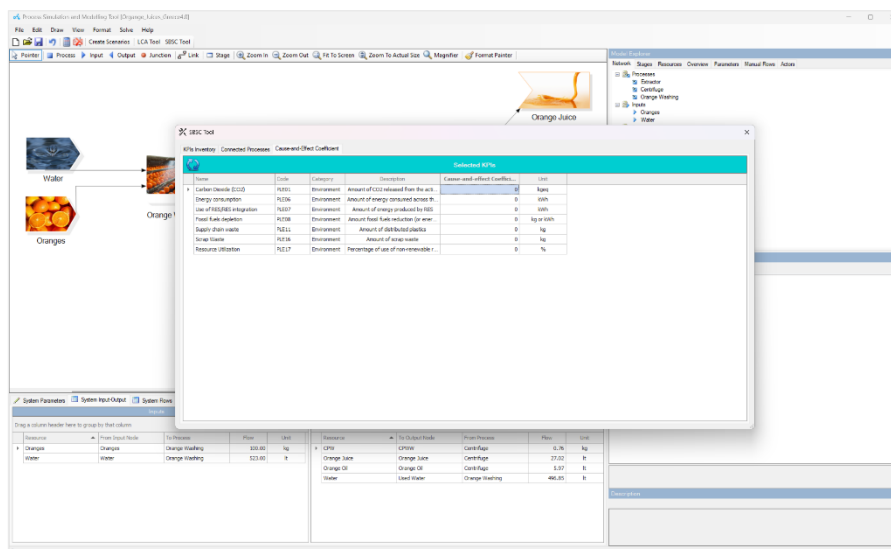 Process Simulation and Modelling Tool [Organge_Juice_Greece4.0]
File Edit Draw View Format Solve Help
Create Scenarios LCA Tool SBSC Tool
Pointer Process Input Output Junction Link Stage Zoom In Zoom Out Fit To Screen Zoom To Actual Size Magnifier Format Painter
Model Explorer
Network Stages Resources Overview Parameters Manual Flows Actors
Processes
Extractor
Centrifuge
Orange Washing
Inputs
Oranges
Water
Orange Juice
Water
Oranges
Orange
SBSC Tool
KPIs Inventory Connected Processes Cause-and-Effect Coefficient
Selected KPIs
Name Code Category Description Cause-and-effect Coeffici... Unit
Carbon Dioxide (CO2) PLE01 Environment Amount of CO2 released from the acti... 0 kgeq
Energy consumption PLE06 Environment Amount of energy consumed across th... 0 kWh
Use of RES/RES integration PLE07 Environment Amount of energy produced by RES 0 kWh
Fossil fuels depletion PLE08 Environment Amount fossil fuels reduction (or ener... 0 kg or kWh
Supply chain waste PLE11 Environment Amount of distributed plastics 0 kg
Scrap Waste PLE16 Environment Amount of scrap waste 0 kg
Resource Utilization PLE17 Environment Percentage of use of non-renewable r... 0 %
System Parameters System Input-Output System Flows
Inputs
Drag a column header here to group by that column
Resource From Input Node To Process Flow Unit
Oranges Oranges Orange Washing 100.00 kg
Water Water Orange Washing 523.00 lt
Resource To Output Node From Process Flow Unit
CPW CPOW Centrifuge 0.76 kg
Orange Juice Orange Juice Centrifuge 37.02 lt
Orange Oil Orange Oil Centrifuge lt
Water Used Water Orange Washing 496.85 lt
Description